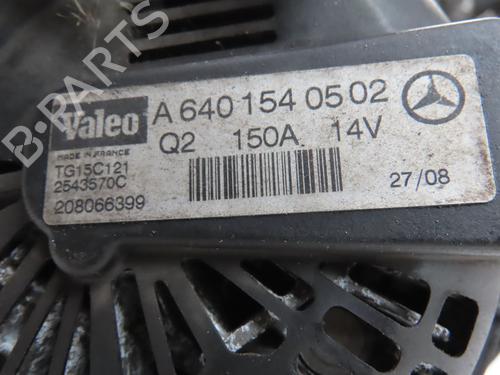 Valeo A 640 154 05 02
MADE IN FRANCE Q2 150A 14V
TG15C121
2543570C 27/08
208066399
B-PARTS